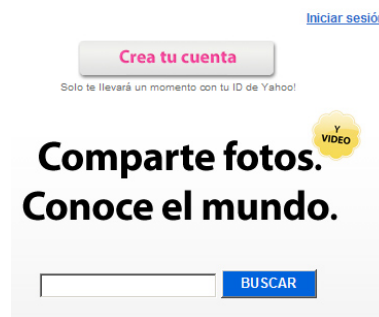 Iniciar sesión
Crea tu cuenta
Solo te llevará un momento con tu ID de Yahoo!
Y
VIDEO
Comparte fotos.
Conoce el mundo.
BUSCAR